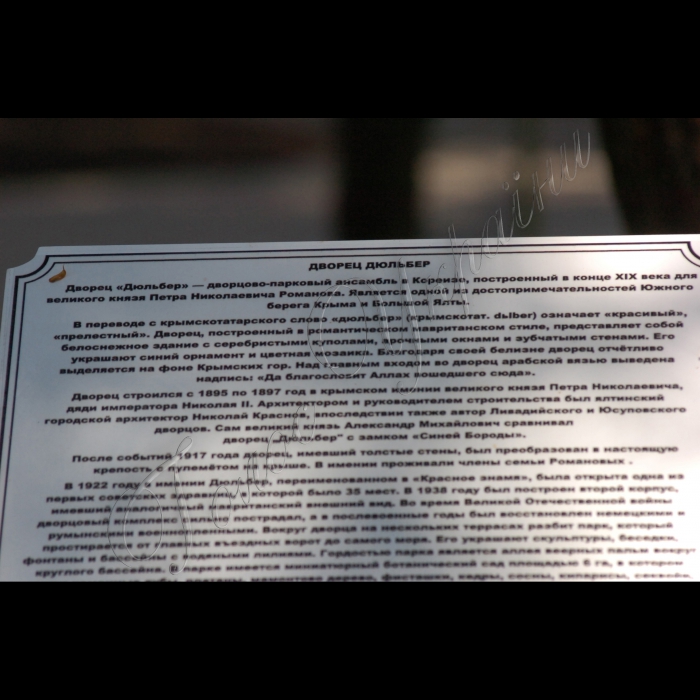 ДВОРЕЦ ДЮЛЬБЕР
Дворец «Дюльбер» — дворцово-парковый ансамбль в Кореизе, построенный в конце XIX века для
великого князя Петра Николаевича Романова. Является одной из достопримечательностей Южного
берега Крыма и Большой Ялты.
В переводе с крымскотатарского слово «дюльбер» (крымскотат. dulber) означает «красивый»,
«прелестный». Дворец, построенный в романтическом мавританском стиле, представляет собой
белоснежное здание с серебристыми куполами, арочными окнами и зубчатыми стенами. Его
украшают синий орнамент и цветная мозаика. Благодаря своей белизне дворец отчётливо
выделяется на фоне Крымских гор. Над главным входом во дворец арабской вязью выведена
надпись: «Да благословит Аллах вошедшего сюда».
Дворец строился с 1895 по 1897 год в крымском имении великого князя Петра Николаевича,
дяди императора Николая II. Архитектором и руководителем строительства был ялтинский
городской архитектор Николай Краснов, впоследствии также автор Ливадийского и Юсуповского
дворцов. Сам великий князь Александр Михайлович сравнивал
дворец "Дюльбер" с замком «Синей Бороды».
После событий 1917 года дворец, имевший толстые стены, был преобразован в настоящую
крепость с пулемётом на крыше. В имении проживали члены семьи Романовых .
В 1922 году в имении Дюльбер, переименованном в «Красное знамя», была открыта одна из
первых советских здравниц, в которой было 35 мест. В 1938 году был построен второй корпус,
имевший аналогичный мавританский внешний вид. Во время Великой Отечественной войны
дворцовый комплекс сильно пострадал, а в послевоенные годы был восстановлен немецкими и
румынскими военнопленными. Вокруг дворца на нескольких террасах разбит парк, который
простирается от главных въездных ворот до самого моря. Его украшают скульптуры, беседки,
фонтаны и бассейны с водяными лилиями. Гордостью парка является аллея веерных пальм вокруг
круглого бассейна. В парке имеется миниатюрный ботанический сад площадью 6 га, в котором
платаны, мамонтово дерево, фисташки, кедры, сосны, кипарисы, секвойи
Парки України